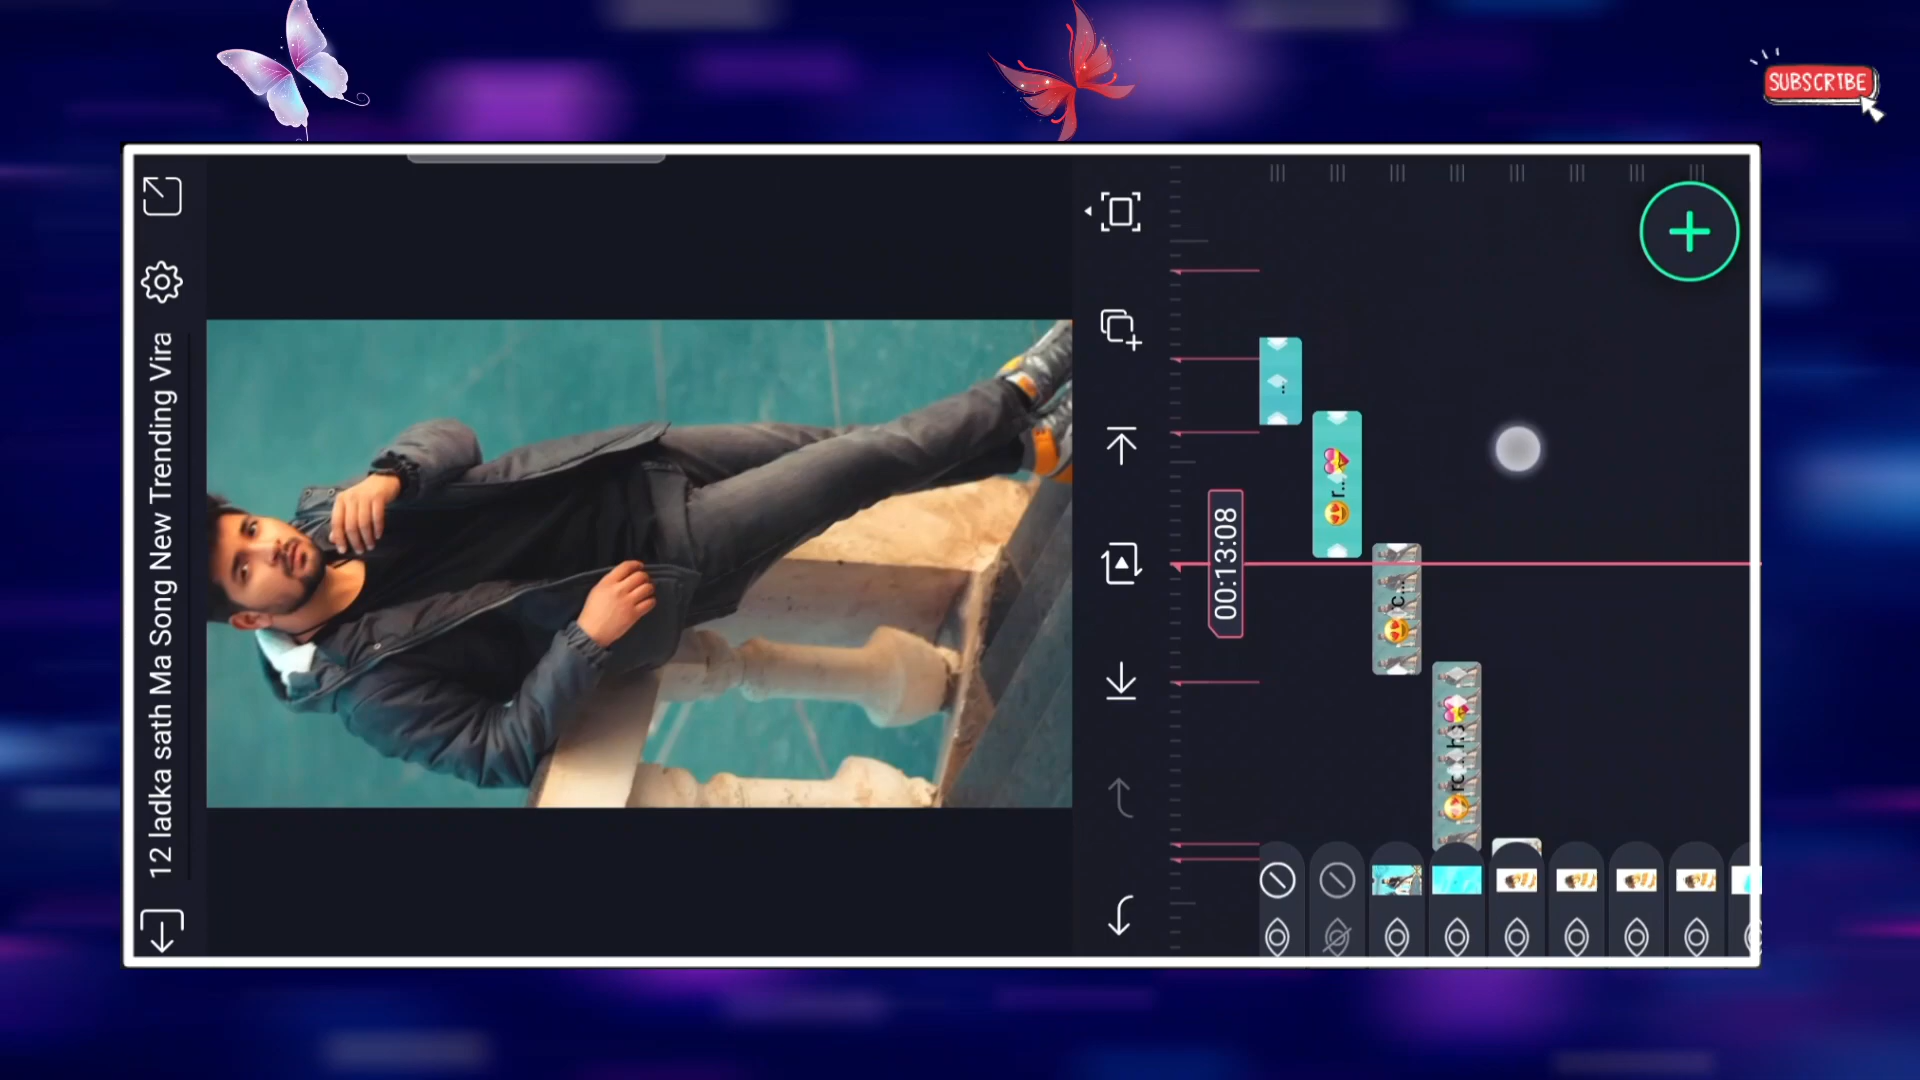 SUBSCRIBE
12 ladka sath Ma Song New Trending Vira
00:13:08
r...
c...